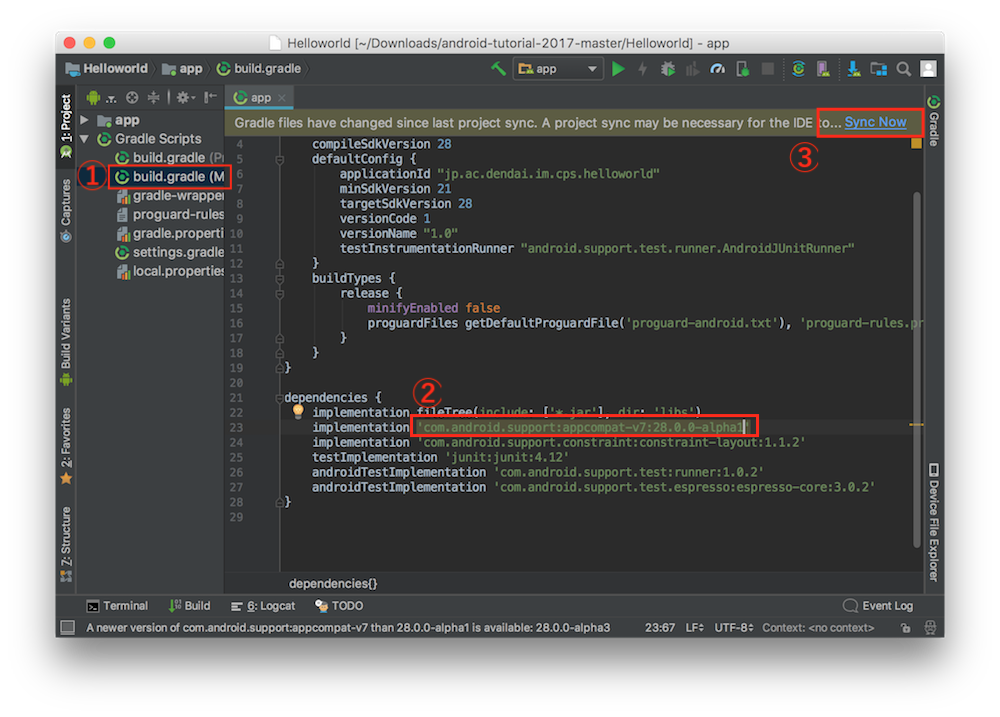 Helloworld [~/Downloads/android-tutorial-2017-master/Helloworld] - app
Helloworld app build.gradle
app
1: Project
app
Gradle files have changed since last project sync. A project sync may be necessary for the IDE to... Sync Now
③
Gradle
app
Gradle Scripts
build.gradle (Pr
①
build.gradle (M
gradle-wrapper
proguard-rules
gradle.properti
settings.gradle
local.properties
Captures
Build Variants
2: Favorites
7: Structure
4 compileSdkVersion 28
5 defaultConfig {
6 applicationId "jp.ac.dendai.im.cps.helloworld"
7 minSdkVersion 21
8 targetSdkVersion 28
9 versionCode 1
10 versionName "1.0"
11 testInstrumentationRunner "android.support.test.runner.AndroidJUnitRunner"
12 }
13 buildTypes {
14 release {
15 minifyEnabled false
16 proguardFiles getDefaultProguardFile('proguard-android.txt'), 'proguard-rules.pr
17 }
18 }
19 }
20
21 dependencies {
②
22 implementation fileTree(include: ['*.jar'], dir: 'libs')
23 implementation 'com.android.support:appcompat-v7:28.0.0-alpha1'
24 implementation 'com.android.support.constraint:constraint-layout:1.1.2'
25 testImplementation 'junit:junit:4.12'
26 androidTestImplementation 'com.android.support.test:runner:1.0.2'
27 androidTestImplementation 'com.android.support.test.espresso:espresso-core:3.0.2'
28 }
29
Device File Explorer
dependencies{}
Terminal Build 6: Logcat TODO Event Log
A newer version of com.android.support:appcompat-v7 than 28.0.0-alpha1 is available: 28.0.0-alpha3 23:67 LF UTF-8 Context: <no context>